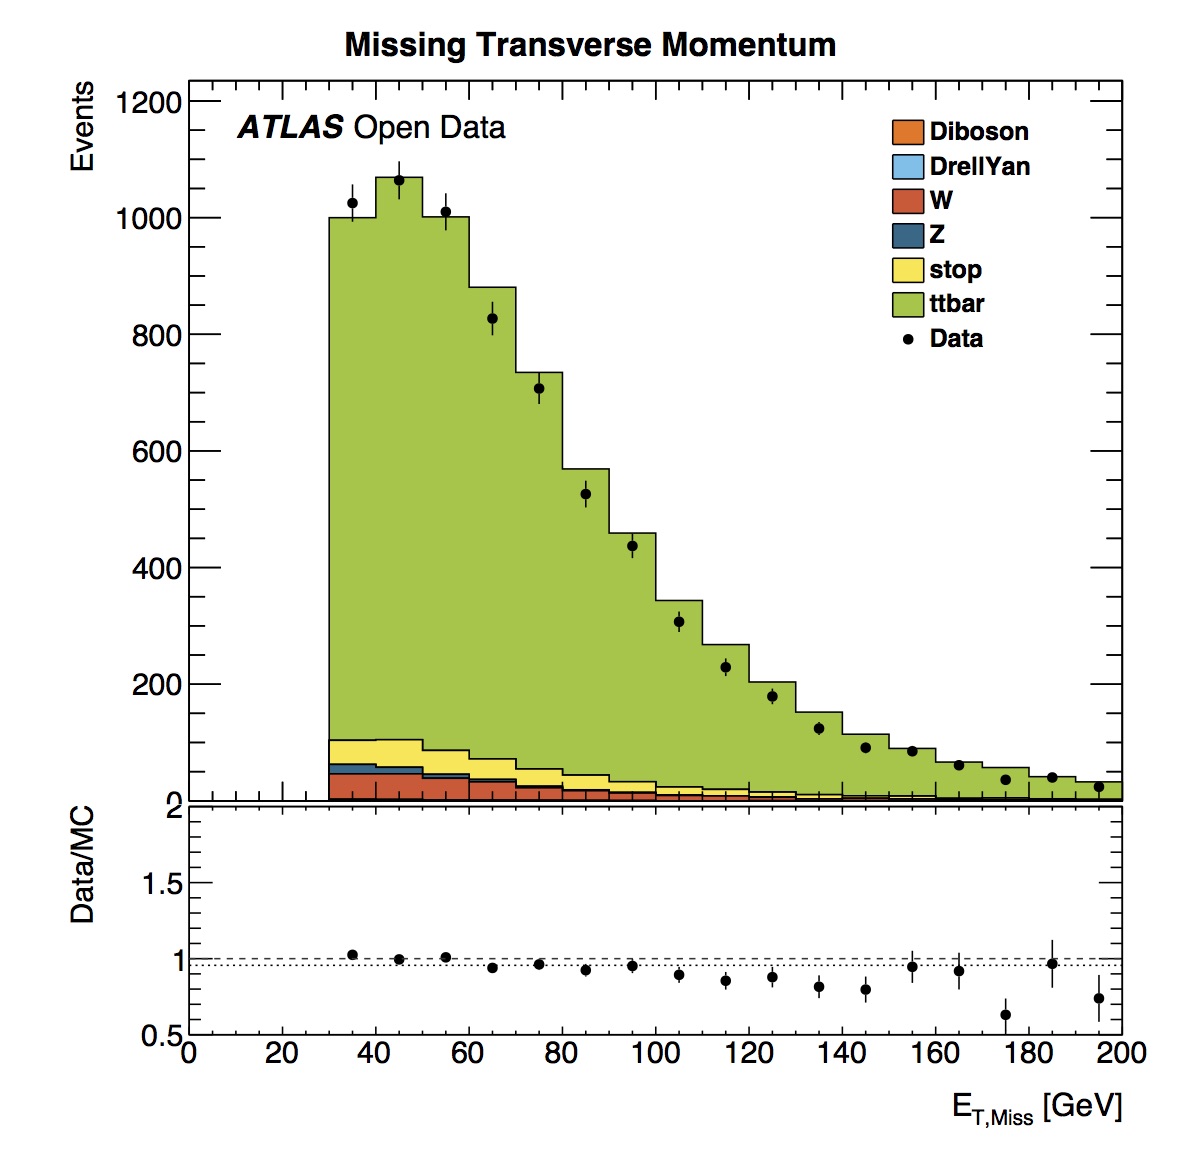 Missing Transverse Momentum
Events
1200
1000
800
600
400
200
0
ATLAS Open Data
Diboson
DrellYan
W
Z
stop
ttbar
Data
Data/MC
2
1.5
1
0.5
0 20 40 60 80 100 120 140 160 180 200
E_T,Miss [GeV]